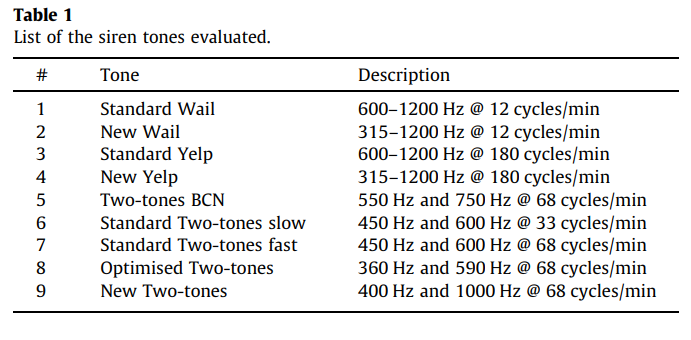 Table 1
List of the siren tones evaluated.
# Tone Description
1 Standard Wail 600–1200 Hz @ 12 cycles/min
2 New Wail 315–1200 Hz @ 12 cycles/min
3 Standard Yelp 600–1200 Hz @ 180 cycles/min
4 New Yelp 315–1200 Hz @ 180 cycles/min
5 Two-tones BCN 550 Hz and 750 Hz @ 68 cycles/min
6 Standard Two-tones slow 450 Hz and 600 Hz @ 33 cycles/min
7 Standard Two-tones fast 450 Hz and 600 Hz @ 68 cycles/min
8 Optimised Two-tones 360 Hz and 590 Hz @ 68 cycles/min
9 New Two-tones 400 Hz and 1000 Hz @ 68 cycles/min